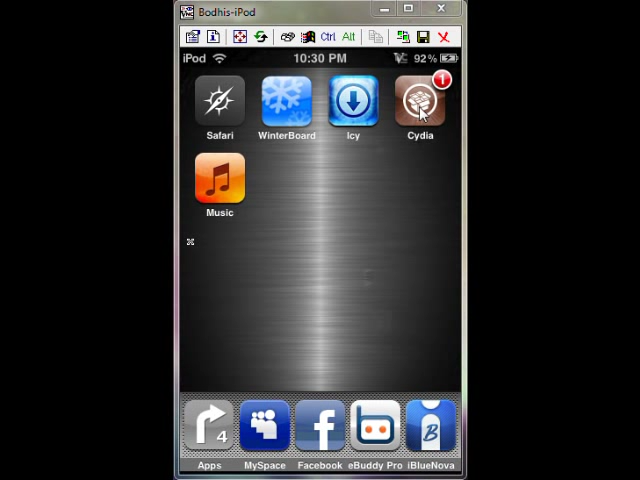 Bodhis-iPod
Ctrl Alt
iPod 10:30 PM 92%
1
Safari WinterBoard Icy Cydia
Music
4 B
Apps MySpace Facebook eBuddy Pro iBlueNova